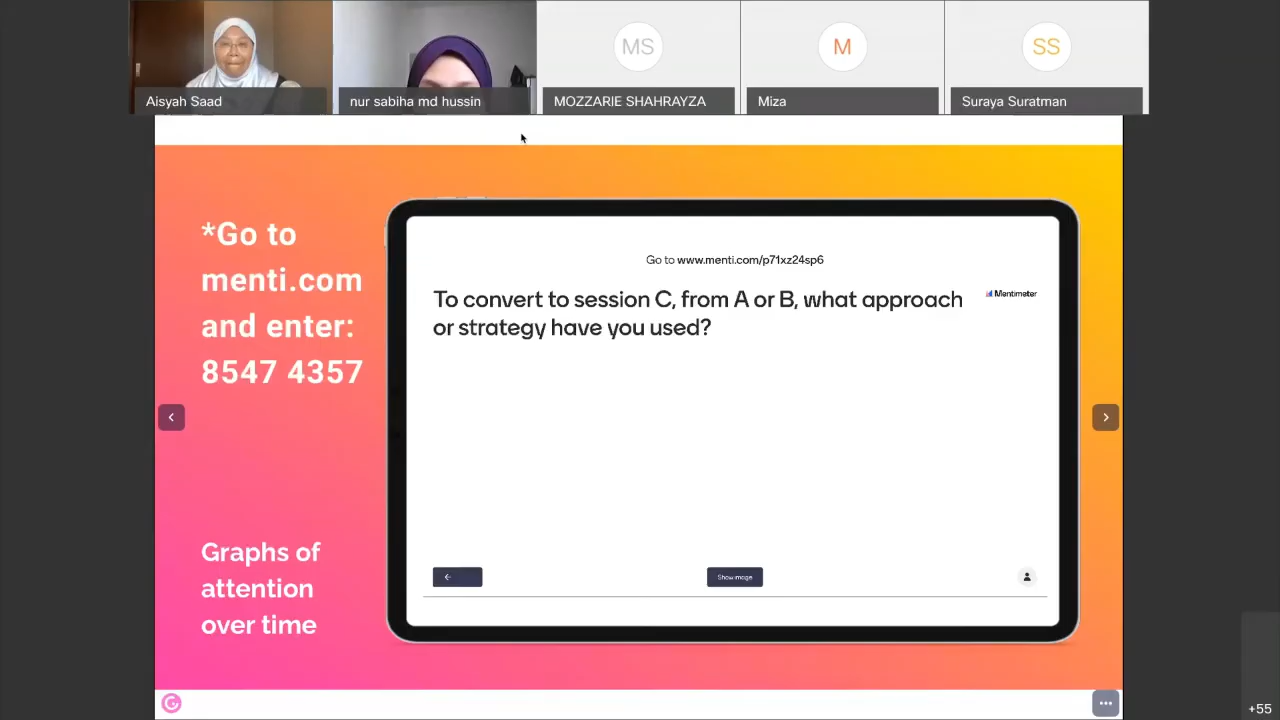 MS
M
SS
Aisyah Saad
nur sabiha md hussin
MOZZARIE SHAHRAYZA
Miza
Suraya Suratman
*Go to
menti.com
and enter:
8547 4357
Graphs of
attention
over time
Go to www.menti.com/p71xz24sp6
To convert to session C, from A or B, what approach
or strategy have you used?
Mentimeter
Show image
+55